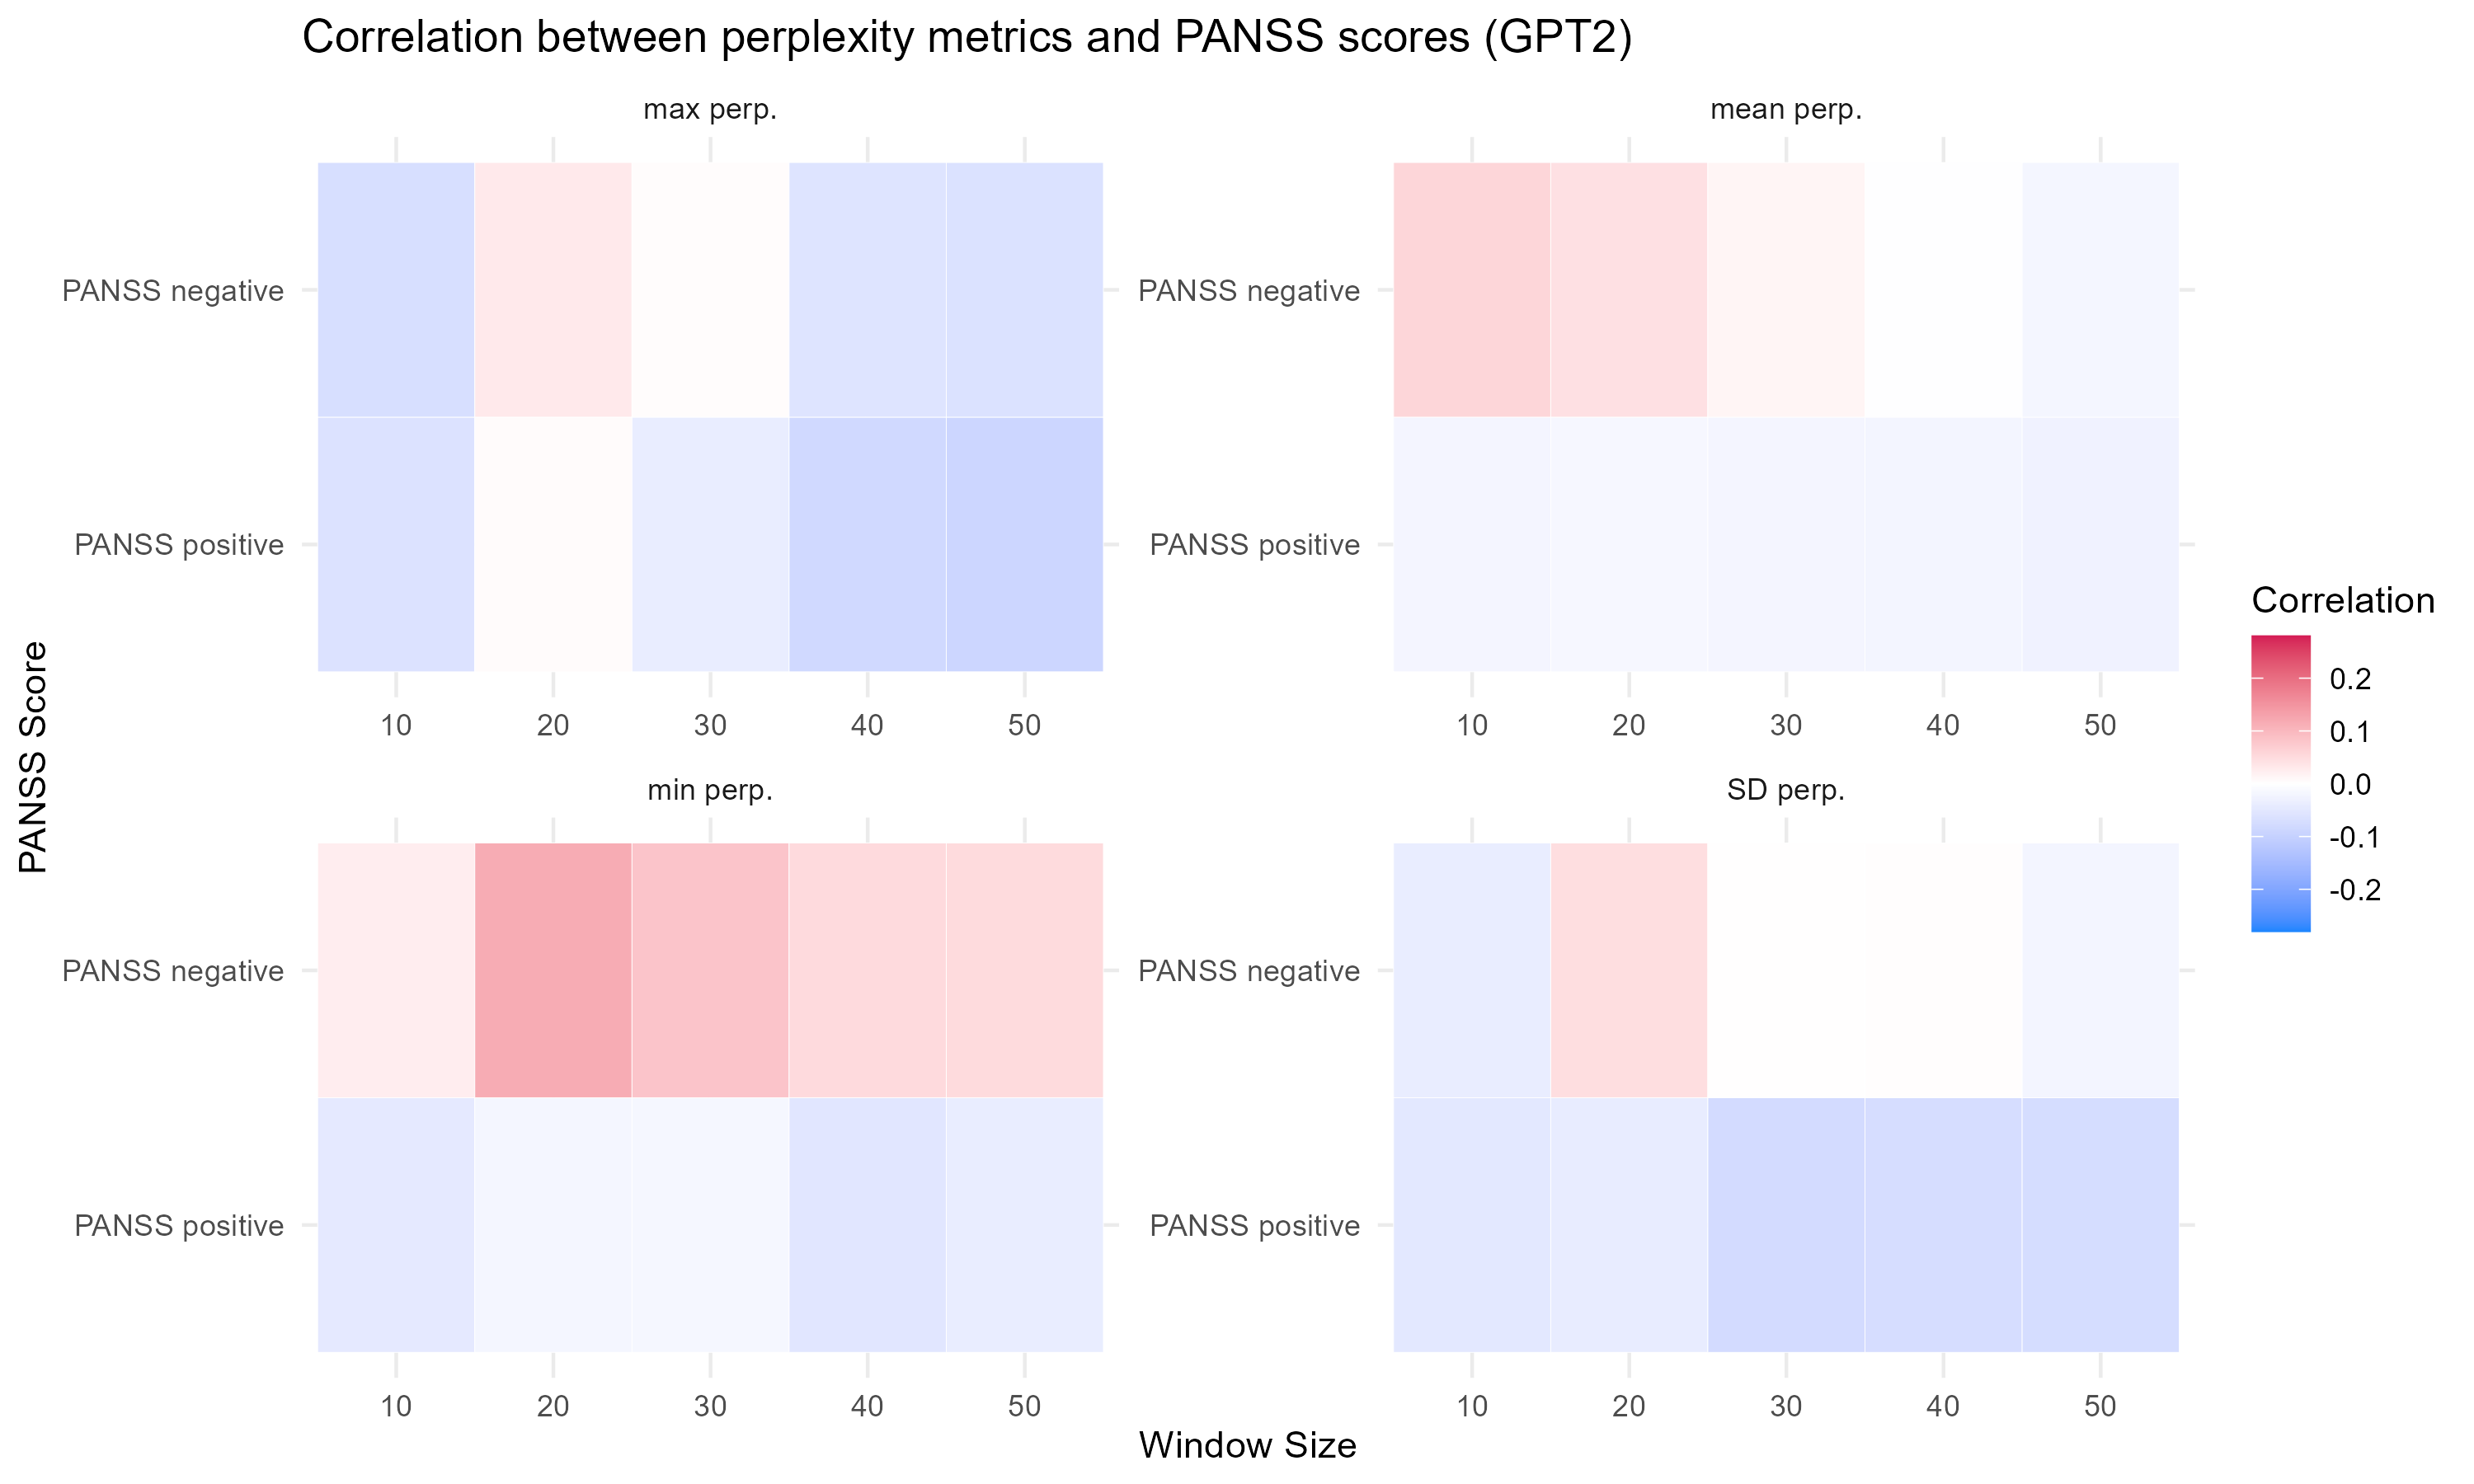 Correlation between perplexity metrics and PANSS scores (GPT2)
max perp.
mean perp.
PANSS negative
PANSS positive
10 20 30 40 50
PANSS negative
PANSS positive
10 20 30 40 50
min perp.
SD perp.
PANSS negative
PANSS positive
10 20 30 40 50
PANSS negative
PANSS positive
10 20 30 40 50
PANSS Score
Window Size
Correlation
0.2
0.1
0.0
-0.1
-0.2